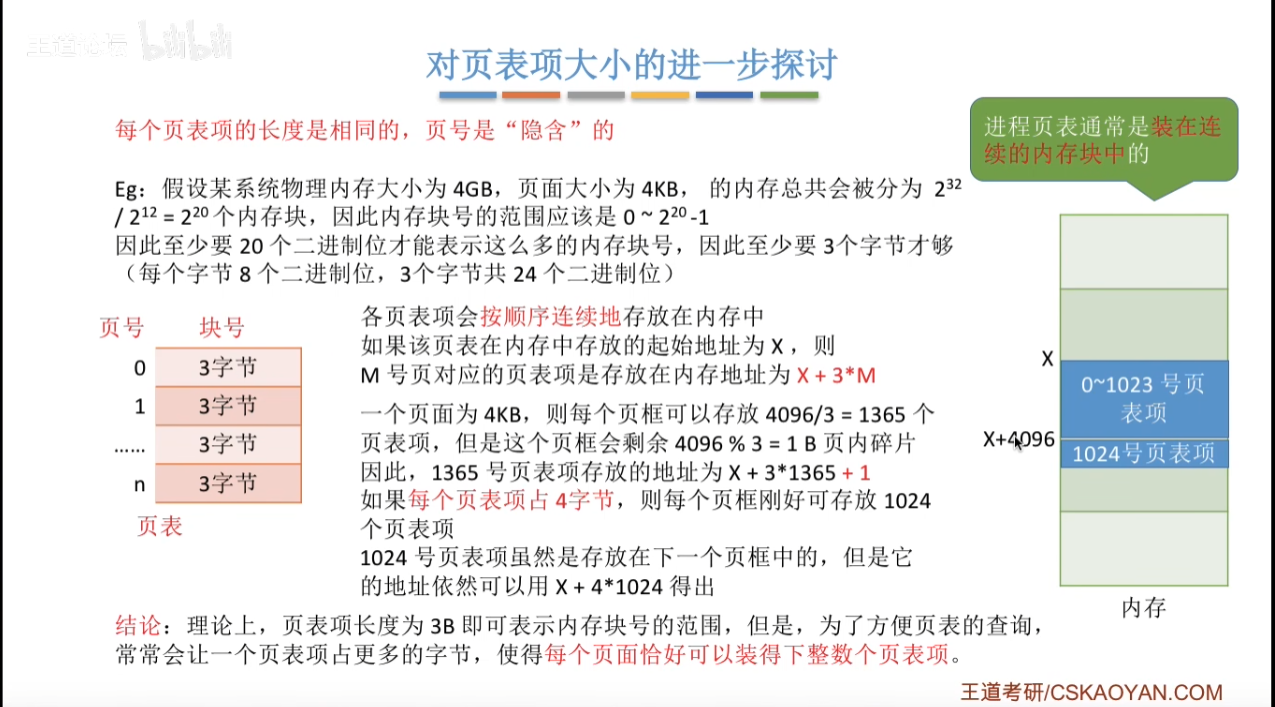 王道论坛 bilibili
对页表项大小的进一步探讨
每个页表项的长度是相同的，页号是“隐含”的
进程页表通常是装在连
续的内存块中的
Eg：假设某系统物理内存大小为 4GB，页面大小为 4KB， 的内存总共会被分为 2³²
/ 2¹² = 2²⁰ 个内存块，因此内存块号的范围应该是 0 ~ 2²⁰ -1
因此至少要 20 个二进制位才能表示这么多的内存块号，因此至少要 3个字节才够
（每个字节 8 个二进制位，3个字节共 24 个二进制位）
页号 块号
0 3字节
1 3字节
…… 3字节
n 3字节
页表
各页表项会按顺序连续地存放在内存中
如果该页表在内存中存放的起始地址为 X ，则
M 号页对应的页表项是存放在内存地址为 X + 3*M
一个页面为 4KB，则每个页框可以存放 4096/3 = 1365 个
页表项，但是这个页框会剩余 4096 % 3 = 1 B 页内碎片
因此，1365 号页表项存放的地址为 X + 3*1365 + 1
如果每个页表项占 4字节，则每个页框刚好可存放 1024
个页表项
1024 号页表项虽然是存放在下一个页框中的，但是它
的地址依然可以用 X + 4*1024 得出
X
0~1023 号页
表项
X+4096
1024号页表项
内存
结论：理论上，页表项长度为 3B 即可表示内存块号的范围，但是，为了方便页表的查询，
常常会让一个页表项占更多的字节，使得每个页面恰好可以装得下整数个页表项。
王道考研/CSKAOYAN.COM